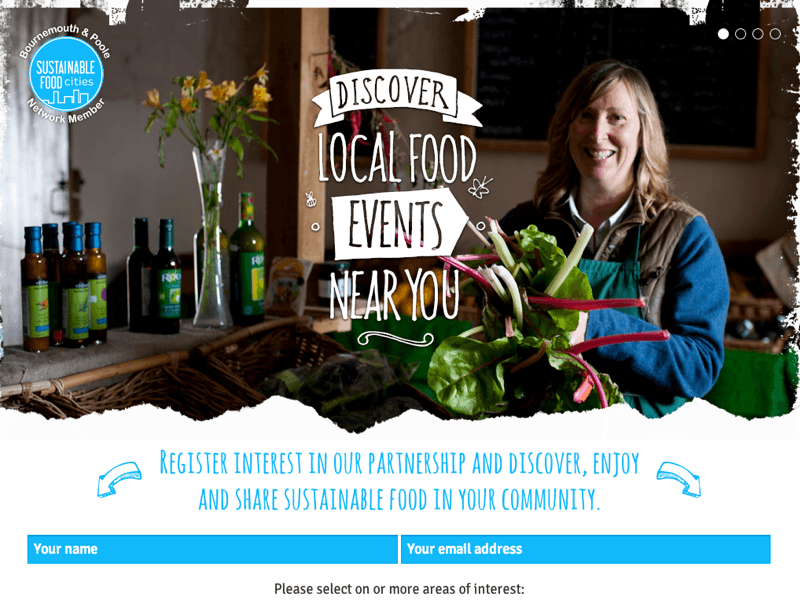 Bournemouth & Poole
SUSTAINABLE
FOOD cities
Network Member
DISCOVER
LOCAL FOOD
EVENTS
NEAR YOU
REGISTER INTEREST IN OUR PARTNERSHIP AND DISCOVER, ENJOY
AND SHARE SUSTAINABLE FOOD IN YOUR COMMUNITY.
Your name
Your email address
Please select on or more areas of interest: